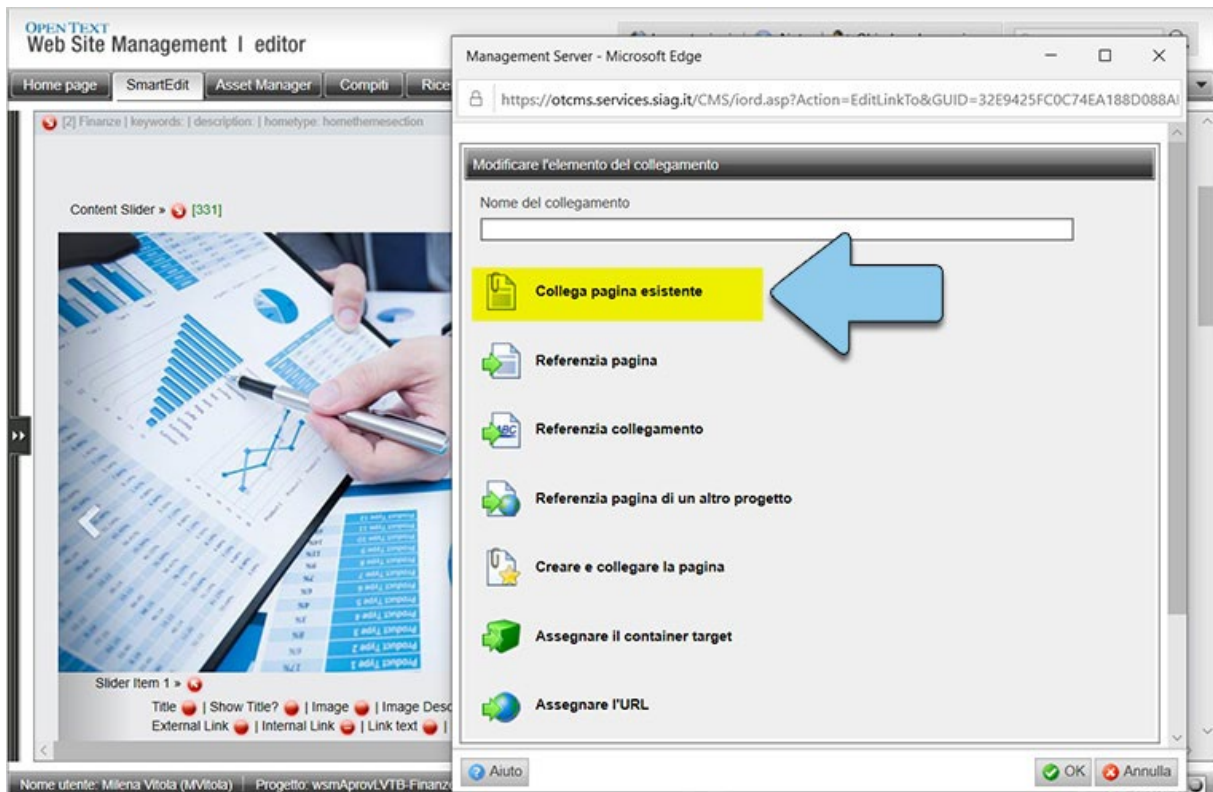 OPEN TEXT
Web Site Management | editor
Home page
SmartEdit
Asset Manager
Compiti
Rice
[2] Finanze | keywords: | description: | hometype: homethemesection
Content Slider » [331]
Slider Item 1 »
Title | Show Title? | Image | Image Desc
External Link | Internal Link | Link text |
Nome utente: Milena Vitola (MVitola) Progetto: wsmAprovLVTB-Finanze
Management Server - Microsoft Edge
https://otcms.services.siag.it/CMS/iord.asp?Action=EditLinkTo&GUID=32E9425FC0C74EA188D088A
Modificare l'elemento del collegamento
Nome del collegamento
Collega pagina esistente
Referenzia pagina
ABC
Referenzia collegamento
Referenzia pagina di un altro progetto
Creare e collegare la pagina
Assegnare il container target
Assegnare l'URL
Aiuto
OK
Annulla